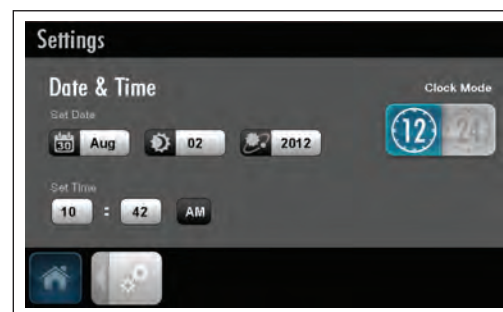 Settings
Date & Time
Clock Mode
Set Date
30 Aug 02 2012
12 24
Set Time
10 : 42 AM